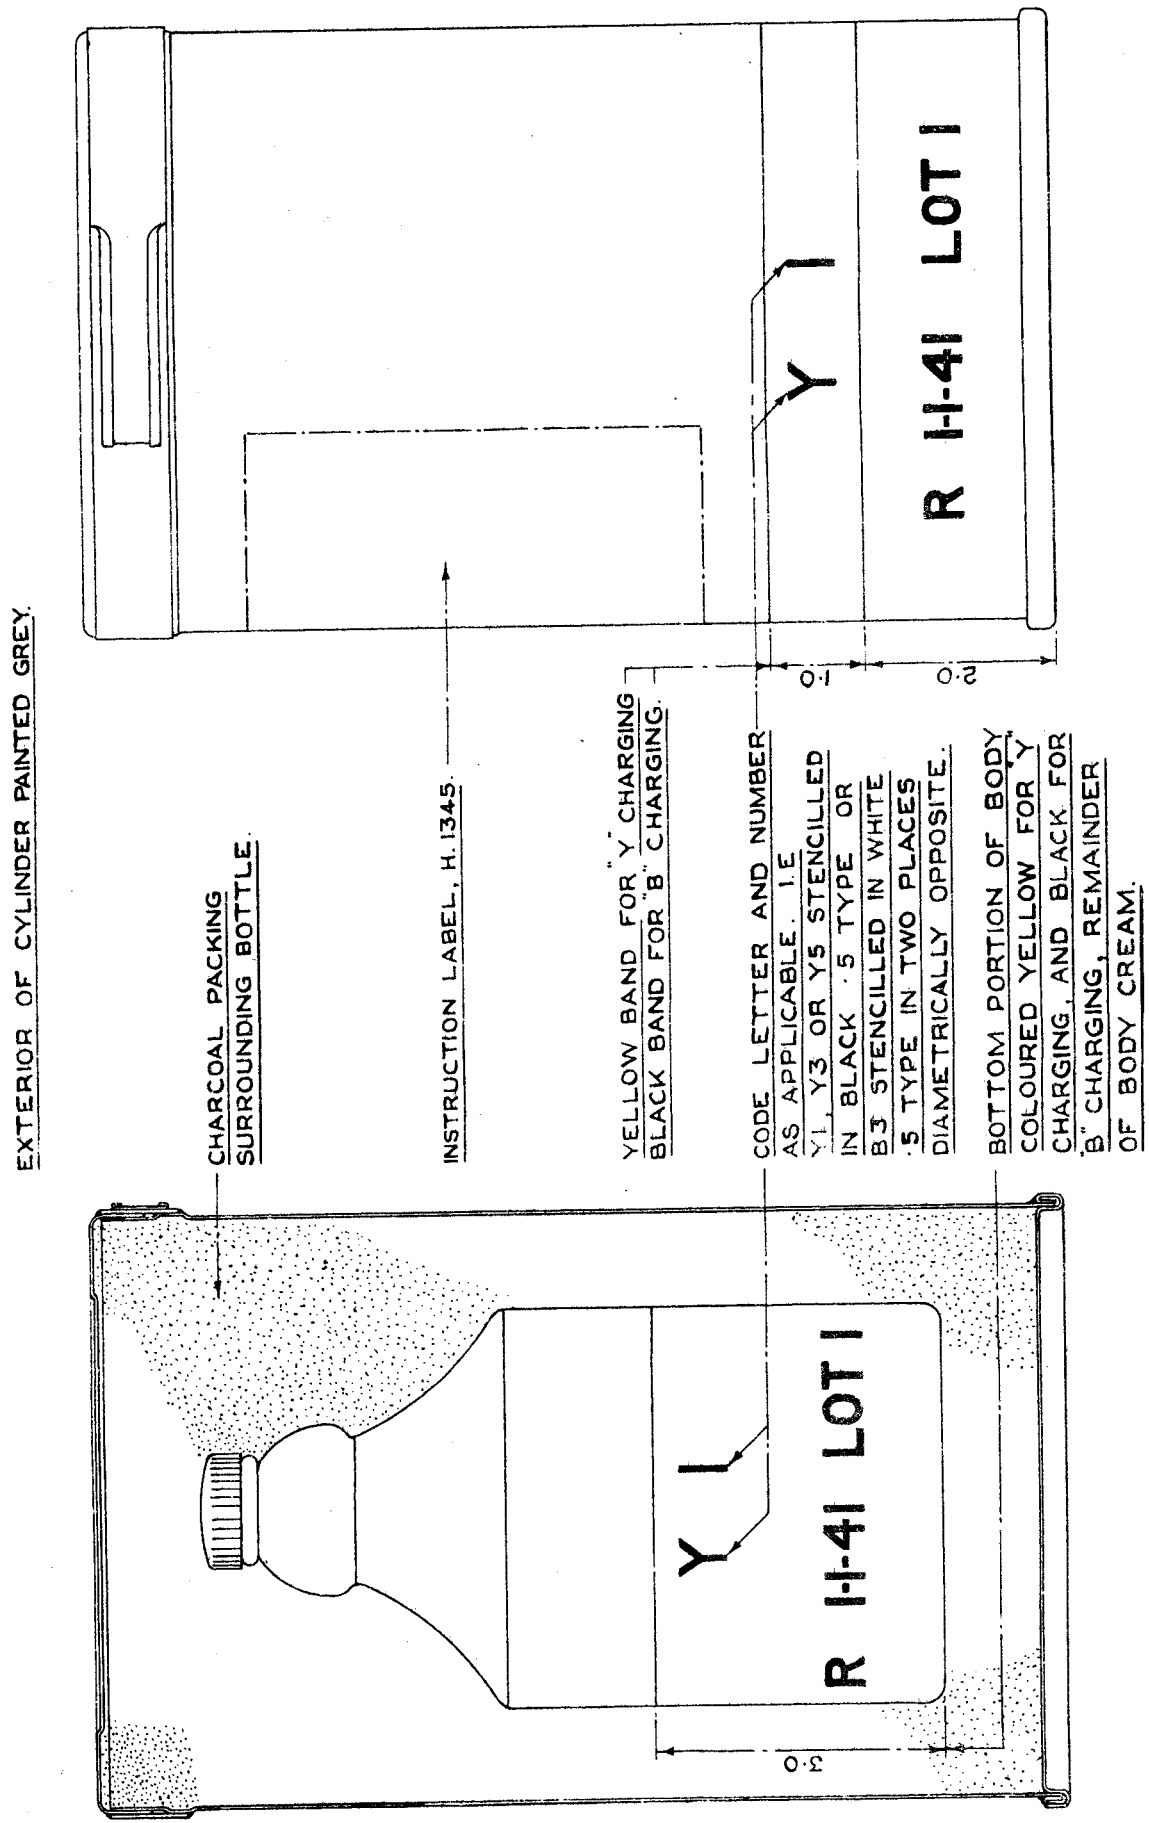 EXTERIOR OF CYLINDER PAINTED GREY.
CHARCOAL PACKING
SURROUNDING BOTTLE.
INSTRUCTION LABEL, H.1345.
YELLOW BAND FOR "Y" CHARGING
BLACK BAND FOR "B" CHARGING.
CODE LETTER AND NUMBER
AS APPLICABLE. I.E
Y1, Y3 OR Y5 STENCILLED
IN BLACK .5 TYPE OR
B3 STENCILLED IN WHITE
.5 TYPE IN TWO PLACES
DIAMETRICALLY OPPOSITE.
BOTTOM PORTION OF BODY
COLOURED YELLOW FOR "Y"
CHARGING, AND BLACK FOR
"B" CHARGING, REMAINDER
OF BODY CREAM.
Y 1
R 1-1-41 LOT 1
3.0
Y 1
R 1-1-41 LOT 1
1.0
2.0